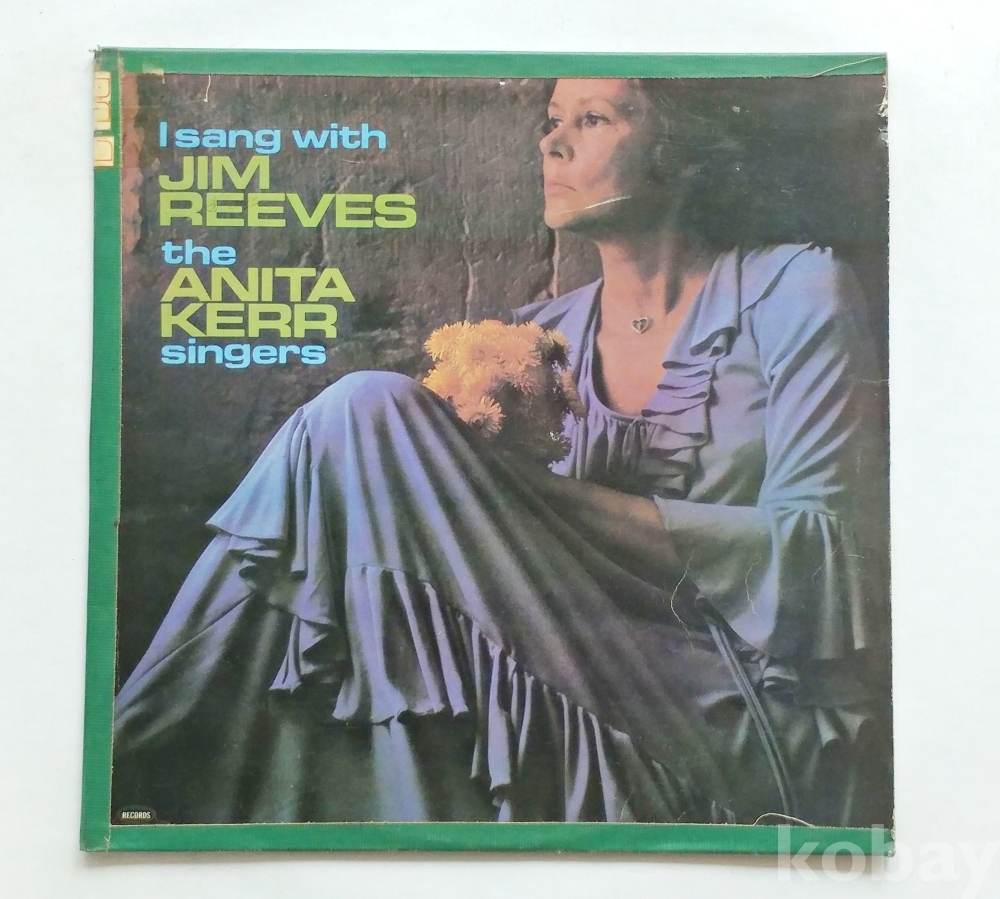 I sang with
JIM
REEVES
the
ANITA
KERR
singers
RECORDS
kobay